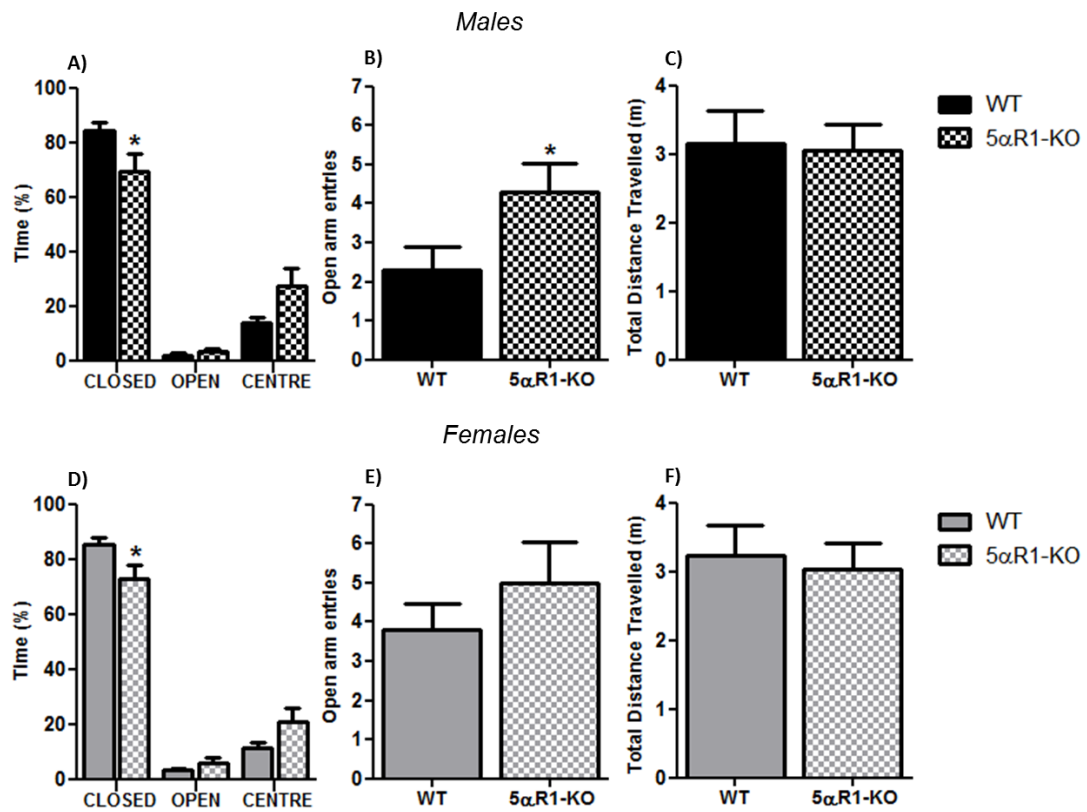 Males
A)
B)
C)
100
80
60
40
20
0
Time (%)
*
CLOSED OPEN CENTRE
7
6
5
4
3
2
1
0
Open arm entries
*
WT 5αR1-KO
4
3
2
1
0
Total Distance Travelled (m)
WT 5αR1-KO
WT
5αR1-KO
Females
D)
E)
F)
100
80
60
40
20
0
Time (%)
*
CLOSED OPEN CENTRE
7
6
5
4
3
2
1
0
Open arm entries
WT 5αR1-KO
4
3
2
1
0
Total Distance Travelled (m)
WT 5αR1-KO
WT
5αR1-KO